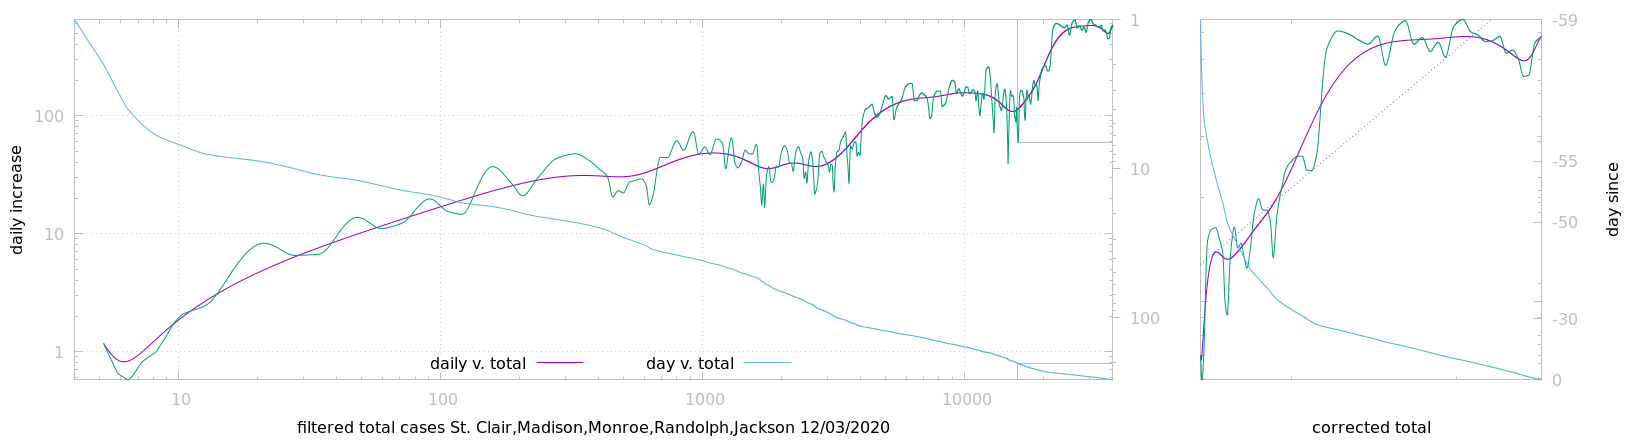 daily increase
100
10
1
daily v. total
day v. total
10
100
1000
10000
1
10
100
filtered total cases St. Clair,Madison,Monroe,Randolph,Jackson 12/03/2020
-59
-55
-50
-30
0
day since
corrected total